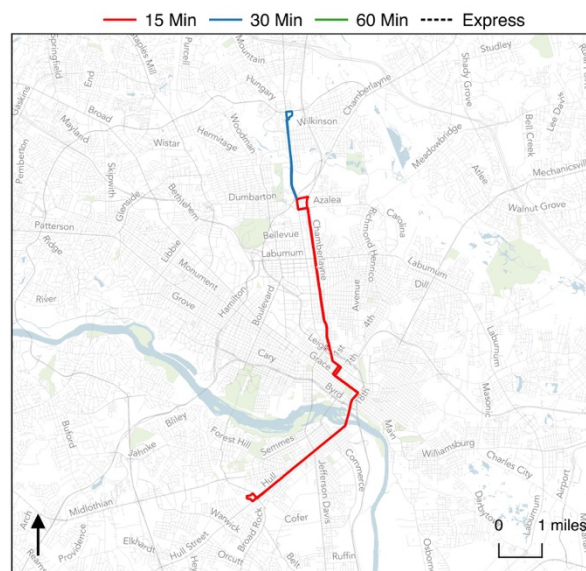 15 Min 30 Min 60 Min Express
Mountain
Studley
Springfield
End
Staples Mill
Purcell
Shady Grove
Hungary
Chamberlayne
Gaskins
Broad
Wilkinson
Lee Davis
Bell Creek
Mayland
Hermitage
Woodman
Meadowbridge
Pemberton
Wistar
Atlee
Mechanicsville
Skipwith
Glenside
Bethlehem
Dumbarton
Azalea
Walnut Grove
Patterson
Ridge
Bellevue
Laburnum
Chamberlayne
Richmond Henrico
Carolina
Libbie
Monument
Laburnum
Dill
River
Grove
Hamilton
Boulevard
Avenue
4th
Leigh
1st
7th
Laburnum
Cary
Grace
Byrd
18th
Masonic
Buford
Bliley
Jahnke
Forest Hill
Semmes
Main
Williamsburg
Charles City
Hull
Commerce
Jefferson Davis
Airport
Arch
Midlothian
Providence
Warwick
Broad Rock
Cofer
Darbytown
Laburnum
Elkhardt
Hull Street
Orcutt
Belt
Ruffin
Osborne
0 1 miles